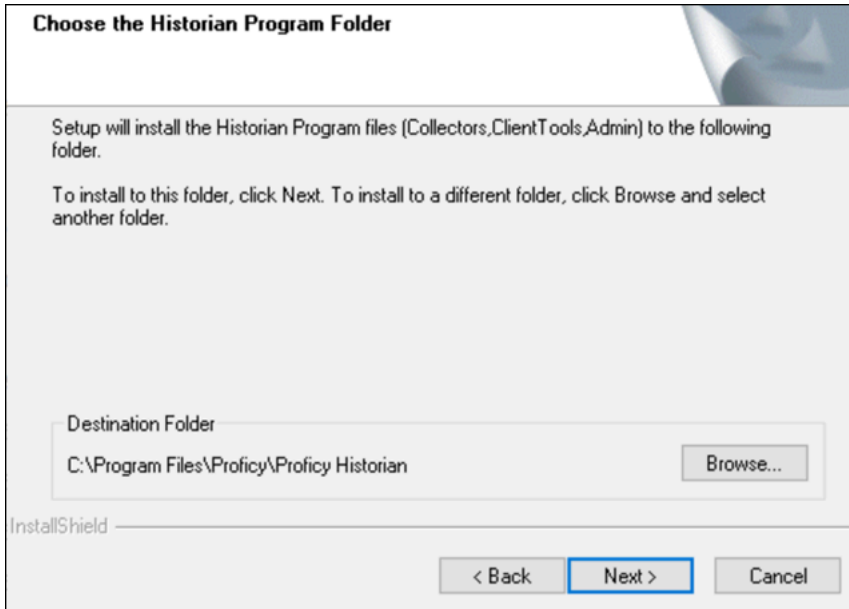 Choose the Historian Program Folder
Setup will install the Historian Program files (Collectors,ClientTools,Admin) to the following
folder.
To install to this folder, click Next. To install to a different folder, click Browse and select
another folder.
Destination Folder
C:\Program Files\Proficy\Proficy Historian
Browse...
InstallShield
< Back
Next >
Cancel